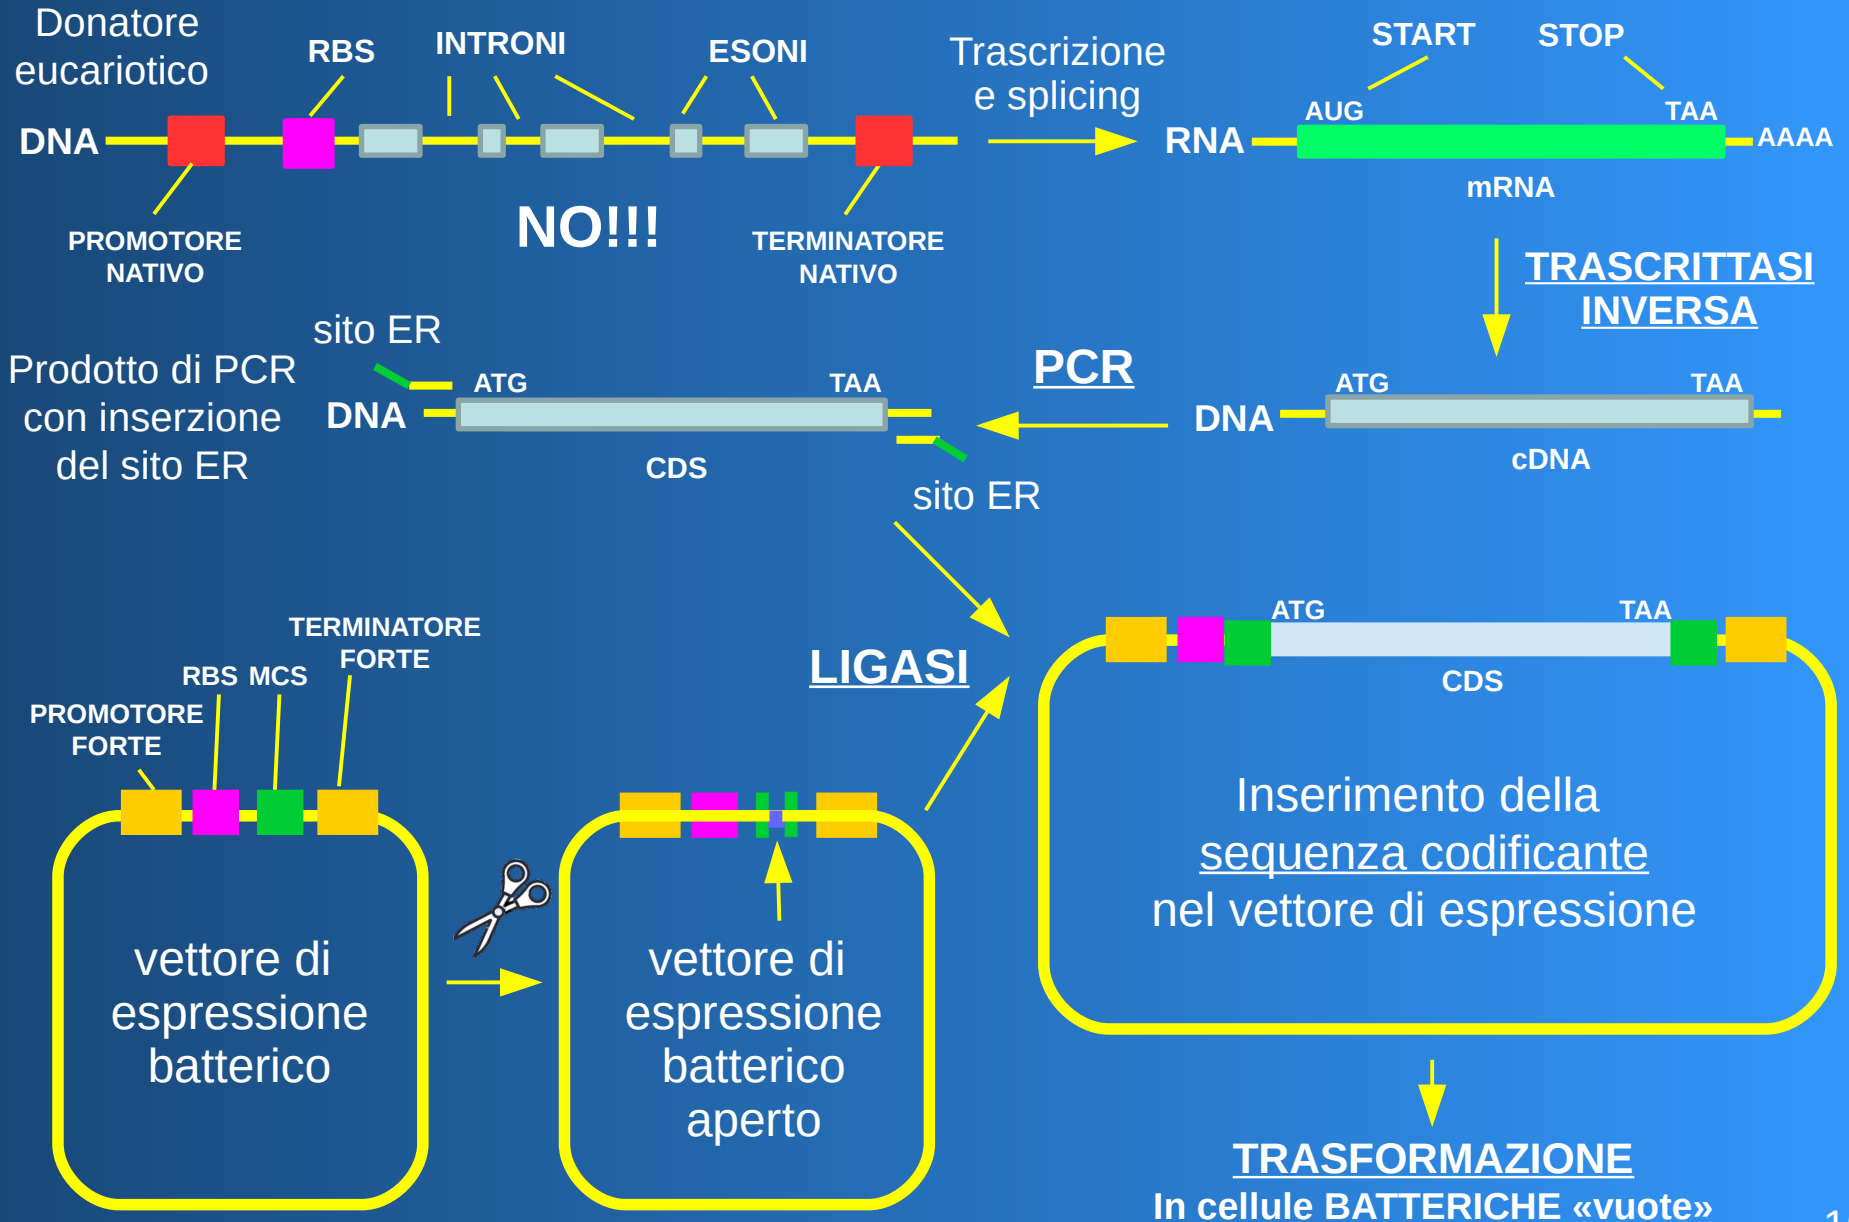 Donatore
eucariotico
RBS
INTRONI
ESONI
DNA
PROMOTORE
NATIVO
NO!!!
TERMINATORE
NATIVO
Trascrizione
e splicing
START
STOP
AUG
TAA
RNA
AAAA
mRNA
TRASCRITTASI
INVERSA
ATG
TAA
DNA
cDNA
PCR
sito ER
Prodotto di PCR
con inserzione
del sito ER
ATG
TAA
DNA
CDS
sito ER
LIGASI
PROMOTORE
FORTE
RBS
MCS
TERMINATORE
FORTE
vettore di
espressione
batterico
vettore di
espressione
batterico
aperto
ATG
TAA
CDS
Inserimento della
sequenza codificante
nel vettore di espressione
TRASFORMAZIONE
In cellule BATTERICHE «vuote»